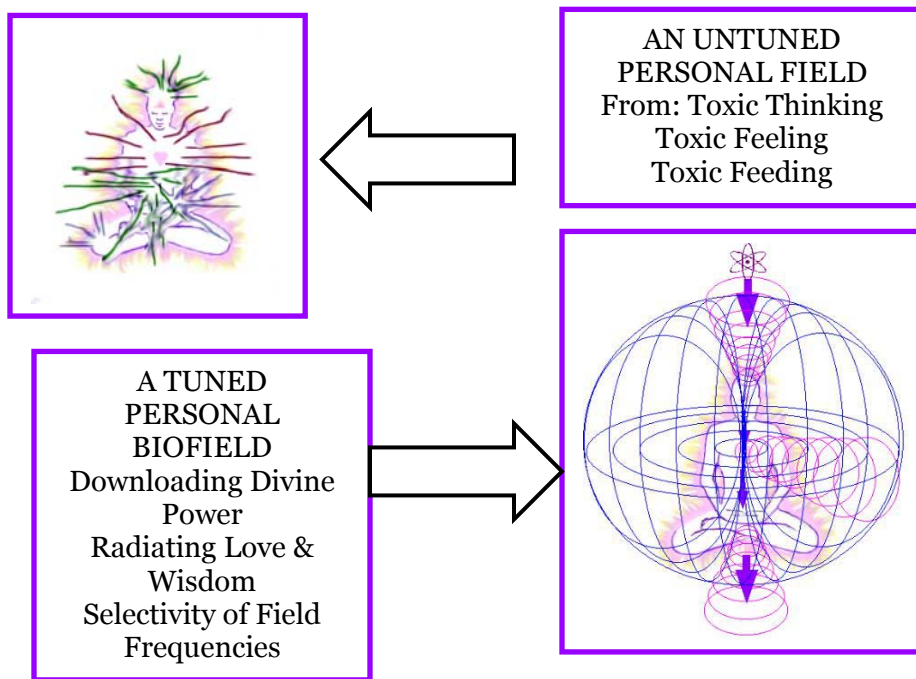 AN UNTUNED
PERSONAL FIELD
From: Toxic Thinking
Toxic Feeling
Toxic Feeding
A TUNED
PERSONAL
BIOFIELD
Downloading Divine
Power
Radiating Love &
Wisdom
Selectivity of Field
Frequencies